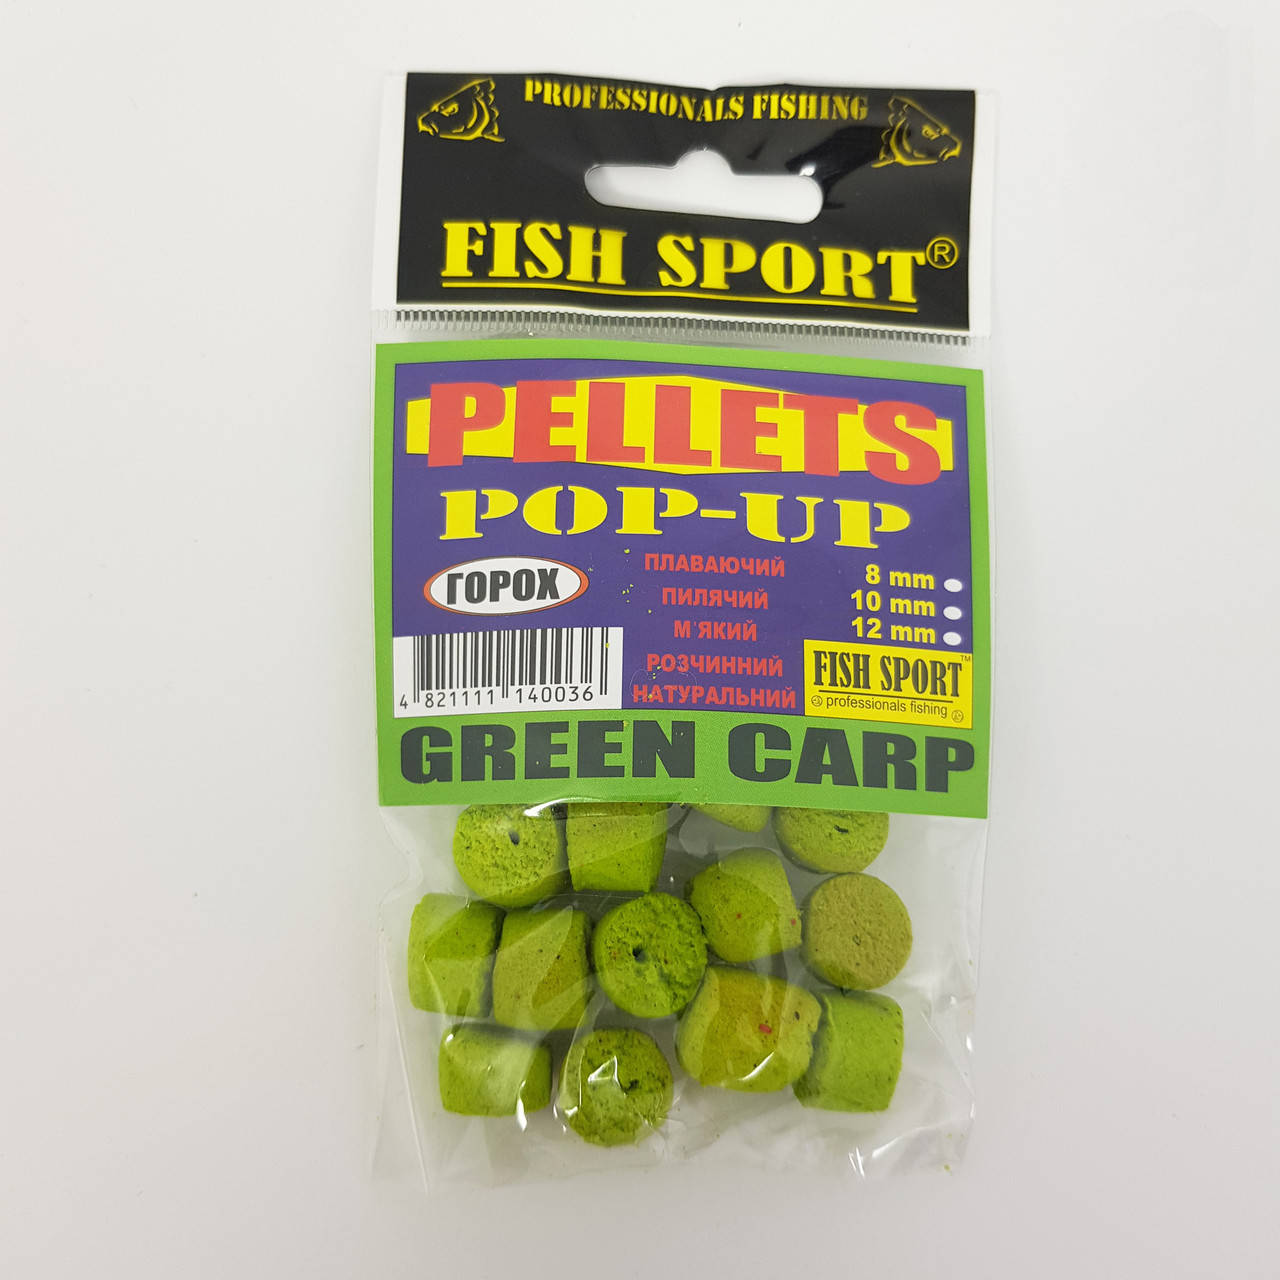 PROFESSIONALS FISHING
FISH SPORT®
PELLETS
POP-UP
ГОРОХ
ПЛАВАЮЧИЙ
ПИЛЯЧИЙ
М'ЯКИЙ
РОЗЧИННИЙ
НАТУРАЛЬНИЙ
8 mm
10 mm
12 mm
4 821111 140036
FISH SPORT™
professionals fishing
GREEN CARP